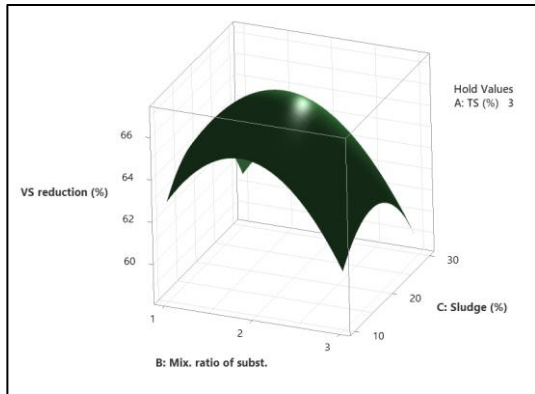 Hold Values
A: TS (%) 3
66
64
VS reduction (%)
62
60
30
20
C: Sludge (%)
10
1
2
3
B: Mix. ratio of subst.